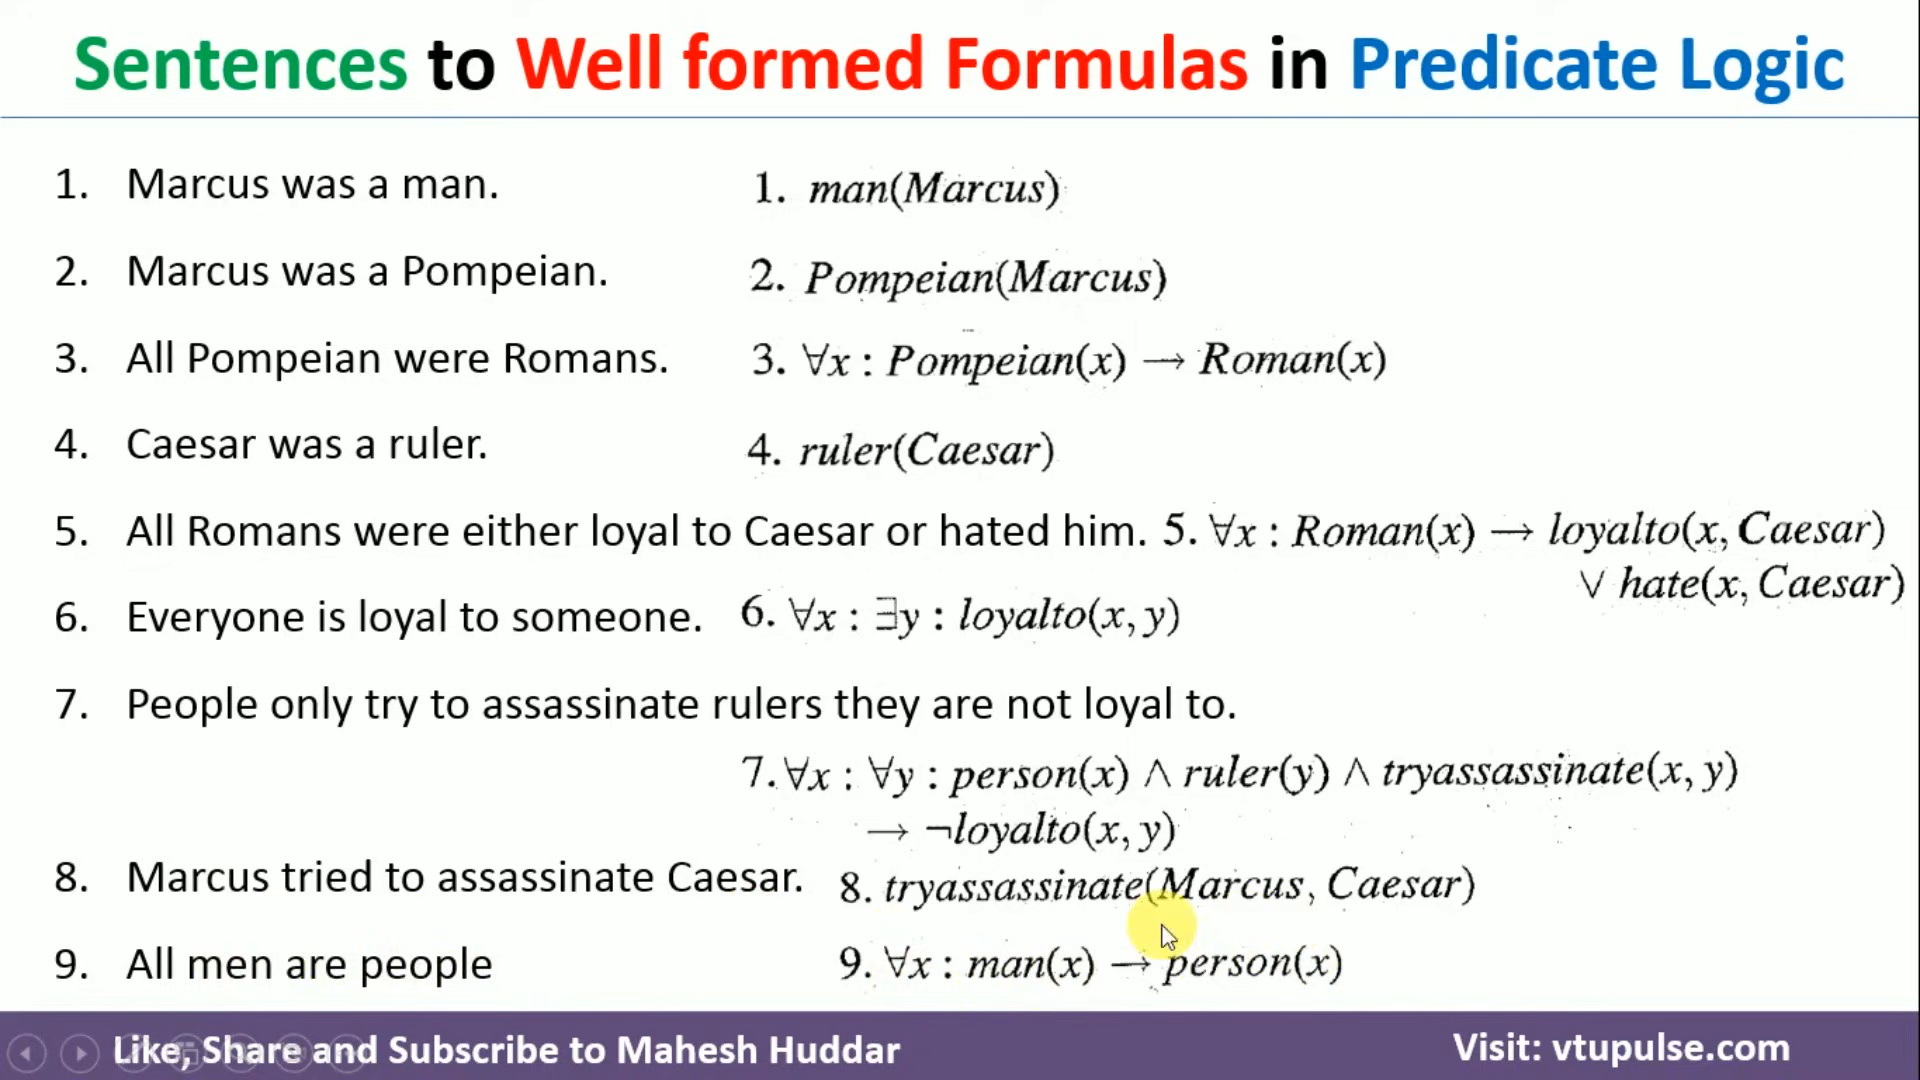 Sentences to Well formed Formulas in Predicate Logic
1. Marcus was a man.
1. man(Marcus)
2. Marcus was a Pompeian.
2. Pompeian(Marcus)
3. All Pompeian were Romans.
3. ∀x : Pompeian(x) → Roman(x)
4. Caesar was a ruler.
4. ruler(Caesar)
5. All Romans were either loyal to Caesar or hated him.
5. ∀x : Roman(x) → loyalto(x, Caesar)
∨ hate(x, Caesar)
6. Everyone is loyal to someone.
6. ∀x : ∃y : loyalto(x, y)
7. People only try to assassinate rulers they are not loyal to.
7. ∀x : ∀y : person(x) ∧ ruler(y) ∧ tryassassinate(x, y)
→ ¬loyalto(x, y)
8. Marcus tried to assassinate Caesar.
8. tryassassinate(Marcus, Caesar)
9. All men are people
9. ∀x : man(x) → person(x)
Like, Share and Subscribe to Mahesh Huddar
Visit: vtupulse.com